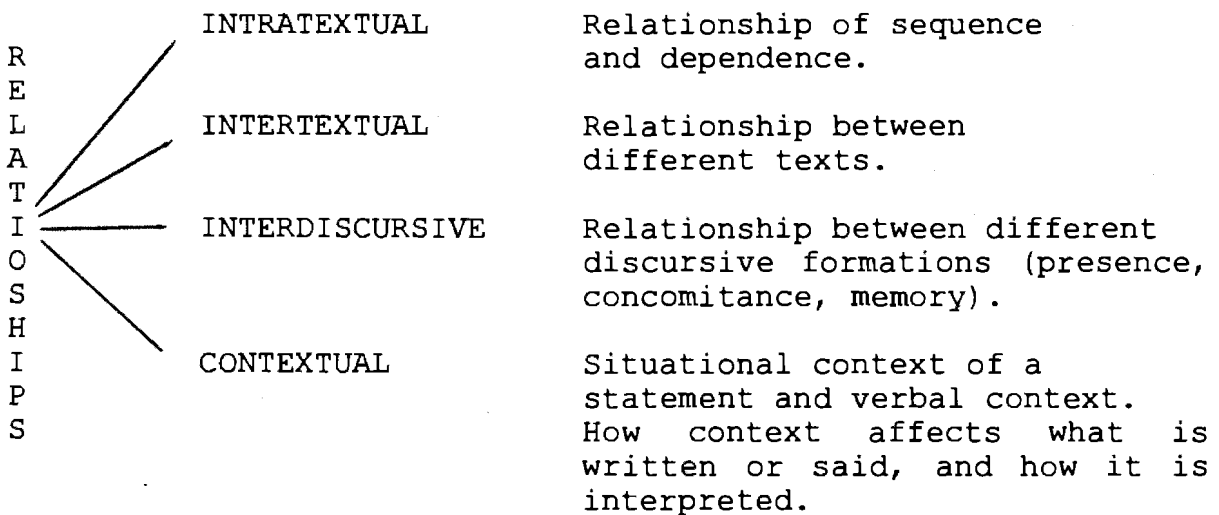 RELATIOSHIPS
INTRATEXTUAL Relationship of sequence
and dependence.
INTERTEXTUAL Relationship between
different texts.
INTERDISCURSIVE Relationship between different
discursive formations (presence,
concomitance, memory).
CONTEXTUAL Situational context of a
statement and verbal context.
How context affects what is
written or said, and how it is
interpreted.